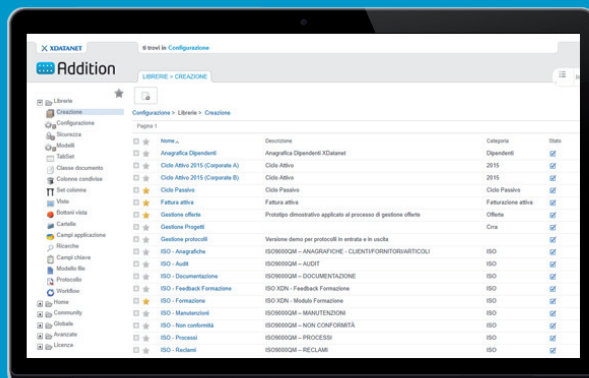 XDATANET
ti trovi in Configurazione
Addition
LIBRERIE > CREAZIONE
Librerie
Creazione
Configurazione
Sicurezza
Modelli
TabSet
Classe documento
Colonne condivise
Set colonne
Viste
Bottoni vista
Cartelle
Campi applicazione
Ricerche
Campi chiave
Modello file
Protocollo
Workflow
Home
Community
Globale
Avanzate
Licenze
Configurazione > Librerie > Creazione
Pagina 1
Nome Descrizione Categoria Stato
Anagrafica Dipendenti Anagrafica Dipendenti XDatanet Dipendenti
Ciclo Attivo 2015 (Corporate A) Ciclo Attivo 2015
Ciclo Attivo 2015 (Corporate B) Ciclo Attivo 2015
Ciclo Passivo Ciclo Passivo Ciclo Passivo
Fattura attiva Fattura attiva Fatturazione attiva
Gestione offerte Prototipo dimostrativo applicato al processo di gestione offerte Offerte
Gestione Progetti Crra
Gestione protocolli Versione demo per protocolli in entrata e in uscita
ISO - Anagrafiche ISO9000QM – ANAGRAFICHE - CLIENTI/FORNITORI/ARTICOLI ISO
ISO - Audit ISO9000QM – AUDIT ISO
ISO - Documentazione ISO9000QM – DOCUMENTAZIONE ISO
ISO - Feedback Formazione ISO XDN - Feedback Formazione ISO
ISO - Formazione ISO XDN - Modulo Formazione ISO
ISO - Manutenzioni ISO9000QM – MANUTENZIONI ISO
ISO - Non conformità ISO9000QM – NON CONFORMITÀ ISO
ISO - Processi ISO9000QM – PROCESSI ISO
ISO - Reclami ISO9000QM – RECLAMI ISO